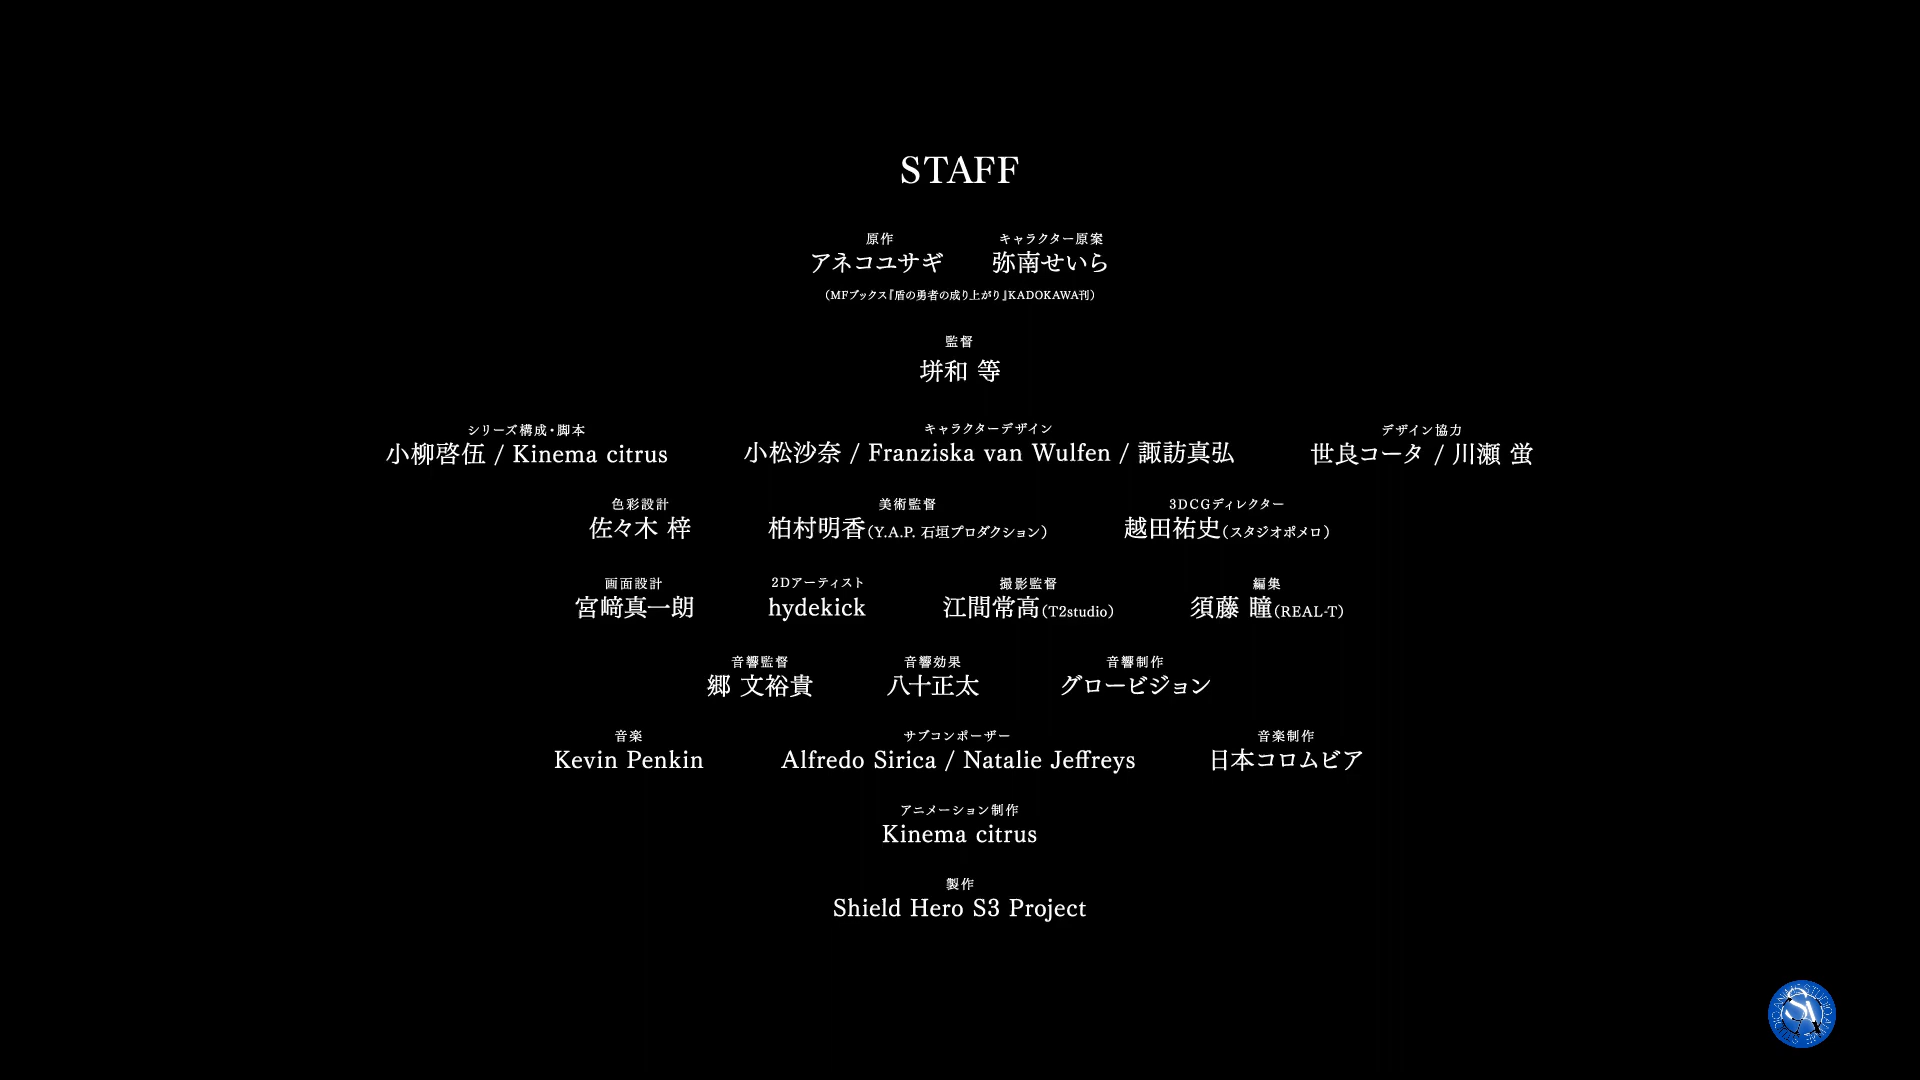 STAFF
原作 キャラクター原案
アネコユサギ 弥南せいら
(MFブックス『盾の勇者の成り上がり』KADOKAWA刊)
監督
垪和 等
シリーズ構成・脚本 キャラクターデザイン デザイン協力
小柳啓伍 / Kinema citrus 小松沙奈 / Franziska van Wulfen / 諏訪真弘 世良コータ / 川瀬 蛍
色彩設計 美術監督 3DCGディレクター
佐々木 梓 柏村明香(Y.A.P. 石垣プロダクション) 越田祐史(スタジオポメロ)
画面設計 2Dアーティスト 撮影監督 編集
宮﨑真一朗 hydekick 江間常高(T2studio) 須藤 瞳(REAL-T)
音響監督 音響効果 音響制作
郷 文裕貴 八十正太 グロービジョン
音楽 サブコンポーザー 音楽制作
Kevin Penkin Alfredo Sirica / Natalie Jeffreys 日本コロムビア
アニメーション制作
Kinema citrus
製作
Shield Hero S3 Project